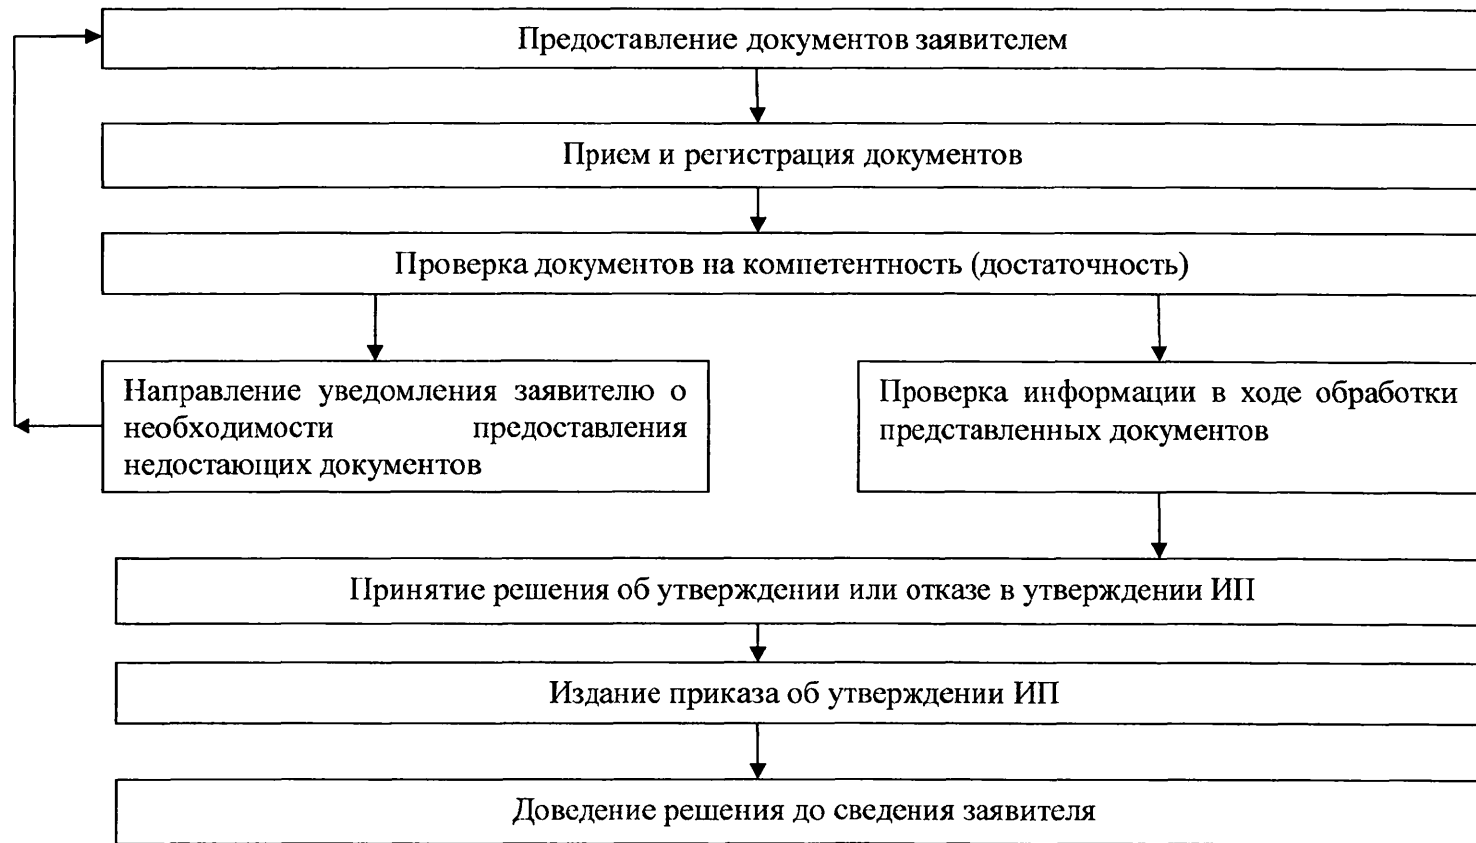 Предоставление документов заявителем
Прием и регистрация документов
Проверка документов на компетентность (достаточность)
Направление уведомления заявителю о
необходимости предоставления
недостающих документов
Проверка информации в ходе обработки
представленных документов
Принятие решения об утверждении или отказе в утверждении ИП
Издание приказа об утверждении ИП
Доведение решения до сведения заявителя